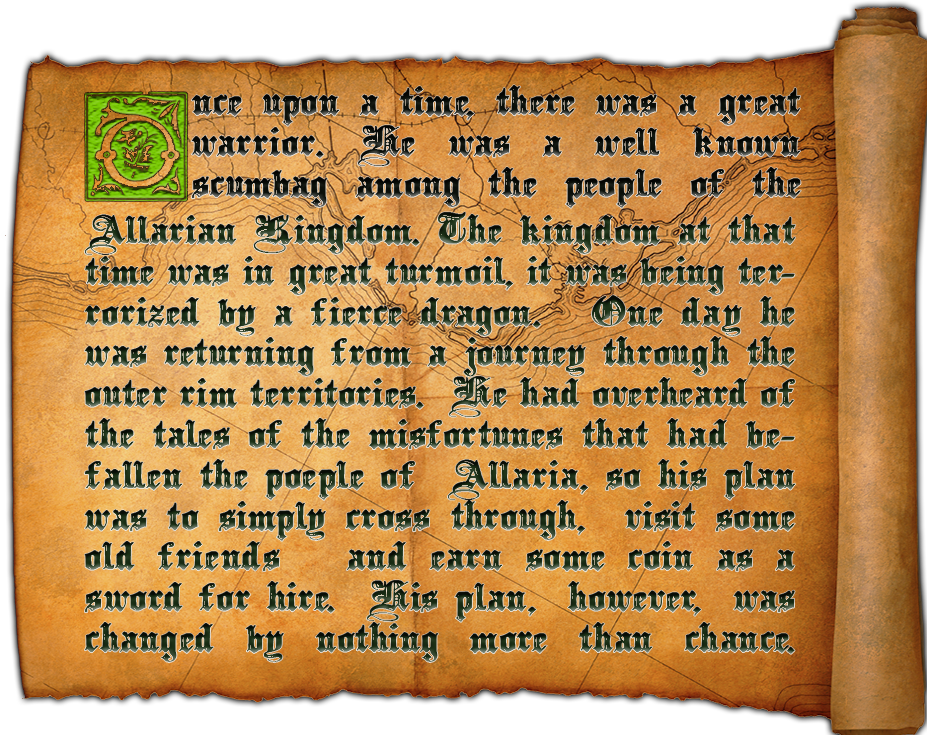 Once upon a time, there was a great
warrior. He was a well known
scumbag among the people of the
Allarian Kingdom. The kingdom at that
time was in great turmoil, it was being ter-
rorized by a fierce dragon. One day he
was returning from a journey through the
outer rim territories. He had overheard of
the tales of the misfortunes that had be-
fallen the poeple of Allaria, so his plan
was to simply cross through, visit some
old friends and earn some coin as a
sword for hire. His plan, however, was
changed by nothing more than chance.